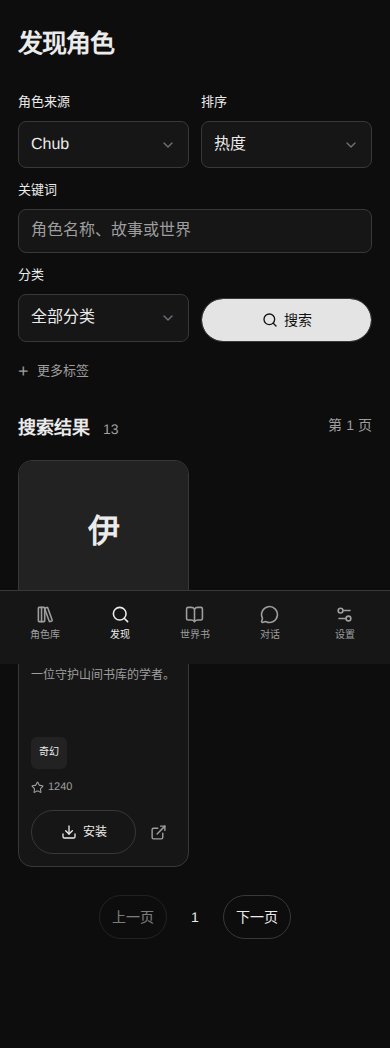 发现角色
角色来源
排序
Chub
热度
关键词
角色名称、故事或世界
分类
全部分类
搜索
+ 更多标签
搜索结果 13
第 1 页
伊
角色库
发现
世界书
对话
设置
一位守护山间书库的学者。
奇幻
1240
安装
上一页
1
下一页